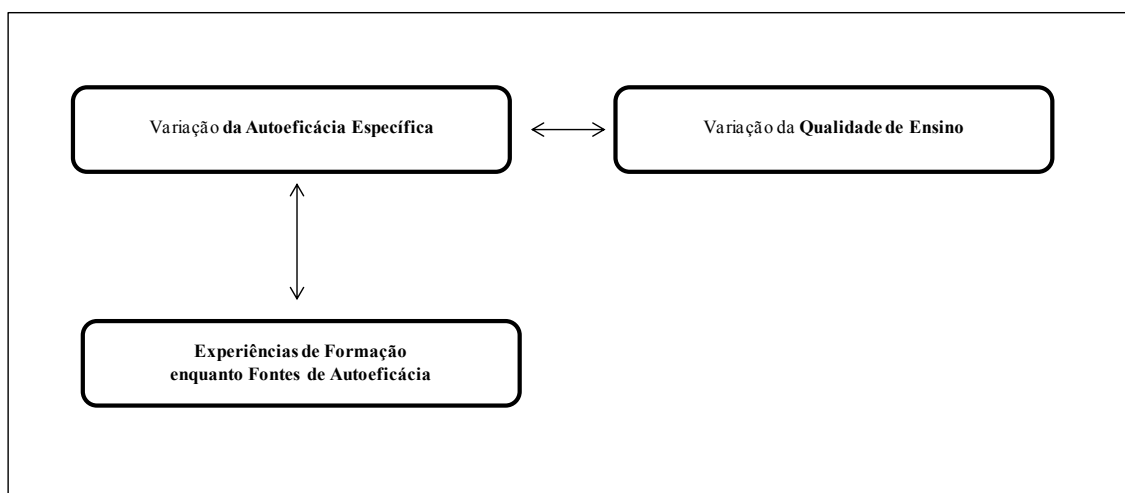 Variação da Autoeficácia Específica
Variação da Qualidade de Ensino
Experiências de Formação
enquanto Fontes de Autoeficácia